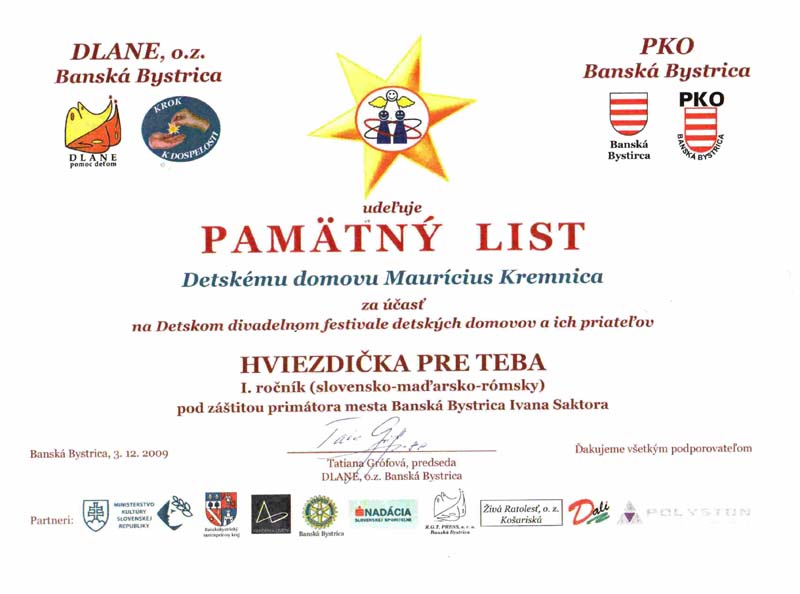 DLANE, o.z.
Banská Bystrica
DLANE
pomoc deťom
KROK
K DOSPELOSTI
PKO
Banská Bystrica
Banská
Bystirca
PKO
BANSKÁ BYSTRICA
udeľuje
PAMÄTNÝ LIST
Detskému domovu Maurícius Kremnica
za účasť
na Detskom divadelnom festivale detských domovov a ich priateľov
HVIEZDIČKA PRE TEBA
I. ročník (slovensko-maďarsko-rómsky)
pod záštitou primátora mesta Banská Bystrica Ivana Saktora
Banská Bystrica, 3. 12. 2009
Tatiana Grófová, predseda
DLANE, o.z. Banská Bystrica
Ďakujeme všetkým podporovateľom
Partneri:
MINISTERSTVO
KULTÚRY
SLOVENSKEJ
REPUBLIKY
Banskobystrický
samosprávny kraj
Banská Bystrica
NADÁCIA
SLOVENSKEJ SPORITEĽNE
R.G.T. PRESS, s. r. o.
Banská Bystrica
Živá Ratolesť, o. z.
Košariská
Dali
POLYSTON